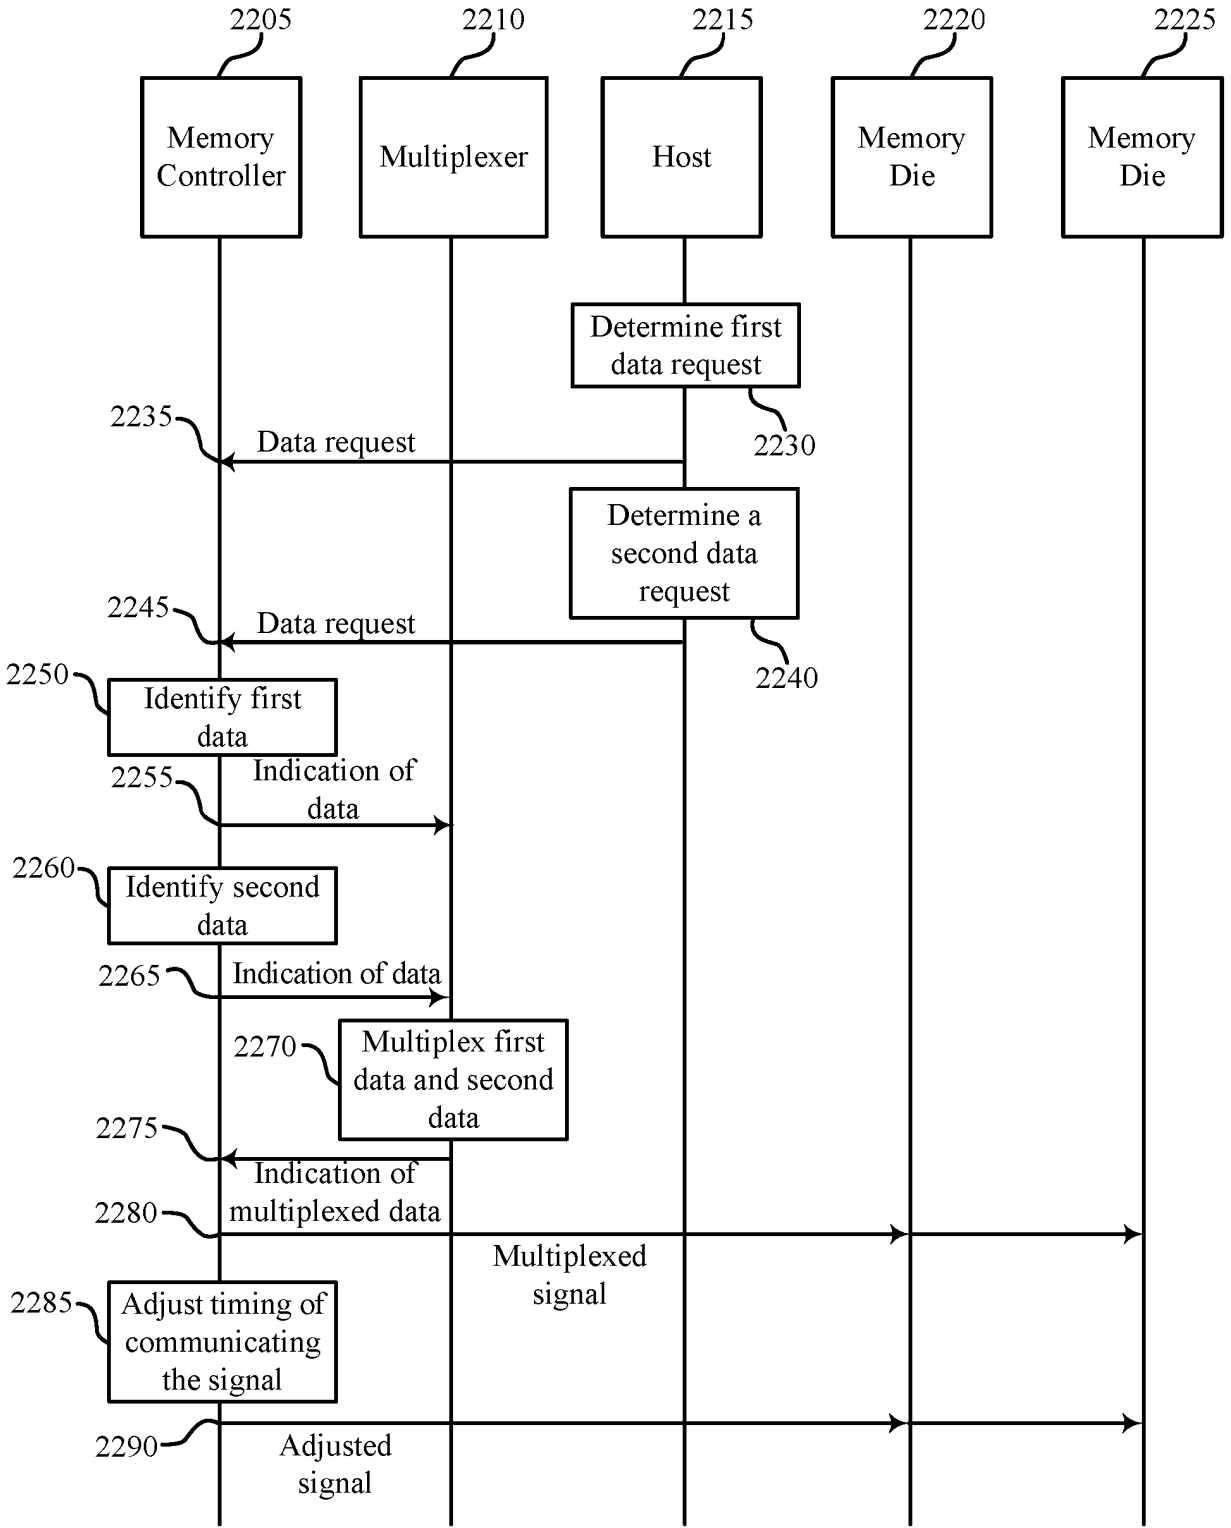 2205
2210
2215
2220
2225
Memory
Controller
Multiplexer
Host
Memory
Die
Memory
Die
Determine first
data request
2230
2235
Data request
Determine a
second data
request
2240
2245
Data request
2250
Identify first
data
2255
Indication of
data
2260
Identify second
data
2265
Indication of data
2270
Multiplex first
data and second
data
2275
Indication of
multiplexed data
2280
Multiplexed
signal
2285
Adjust timing of
communicating
the signal
2290
Adjusted
signal